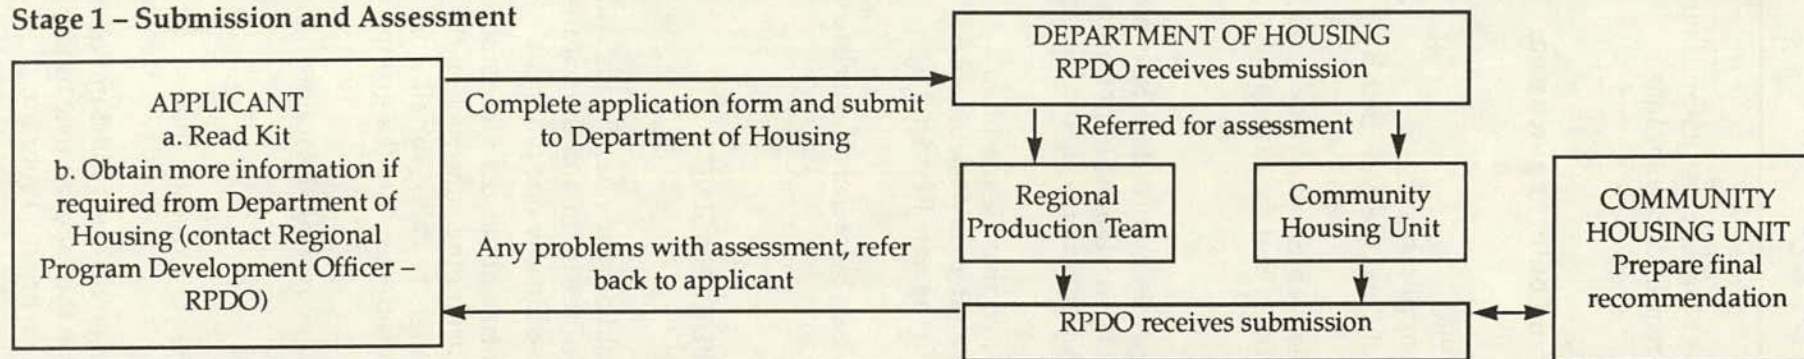 Stage 1 – Submission and Assessment
APPLICANT
a. Read Kit
b. Obtain more information if
required from Department of
Housing (contact Regional
Program Development Officer –
RPDO)
Complete application form and submit
to Department of Housing
Any problems with assessment, refer
back to applicant
DEPARTMENT OF HOUSING
RPDO receives submission
Referred for assessment
Regional
Production Team
Community
Housing Unit
RPDO receives submission
COMMUNITY
HOUSING UNIT
Prepare final
recommendation